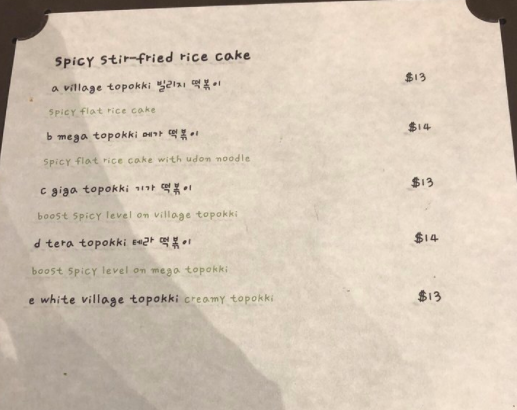 Spicy Stir-fried rice cake
a village topokki 빌리지 떡볶이 $13
Spicy flat rice cake
b mega topokki 메가 떡볶이 $14
Spicy flat rice cake with udon noodle
c giga topokki 기가 떡볶이 $13
boost Spicy level on village topokki
d tera topokki 테라 떡볶이 $14
boost Spicy level on mega topokki
e white village topokki creamy topokki $13